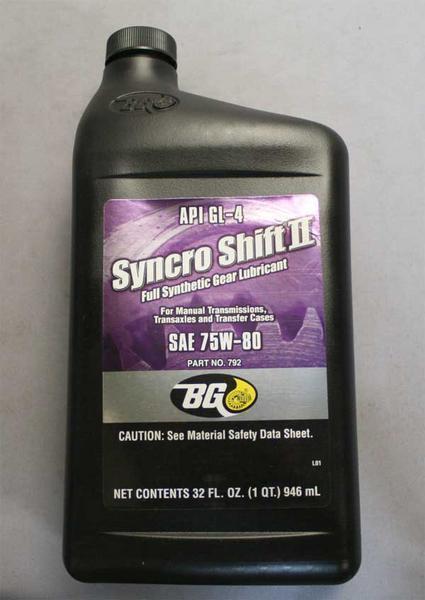 BG
API GL-4
Syncro Shift II
Full Synthetic Gear Lubricant
For Manual Transmissions,
Transaxles and Transfer Cases
SAE 75W-80
PART NO. 792
BG
CAUTION: See Material Safety Data Sheet.
L01
NET CONTENTS 32 FL. OZ. (1 QT.) 946 mL